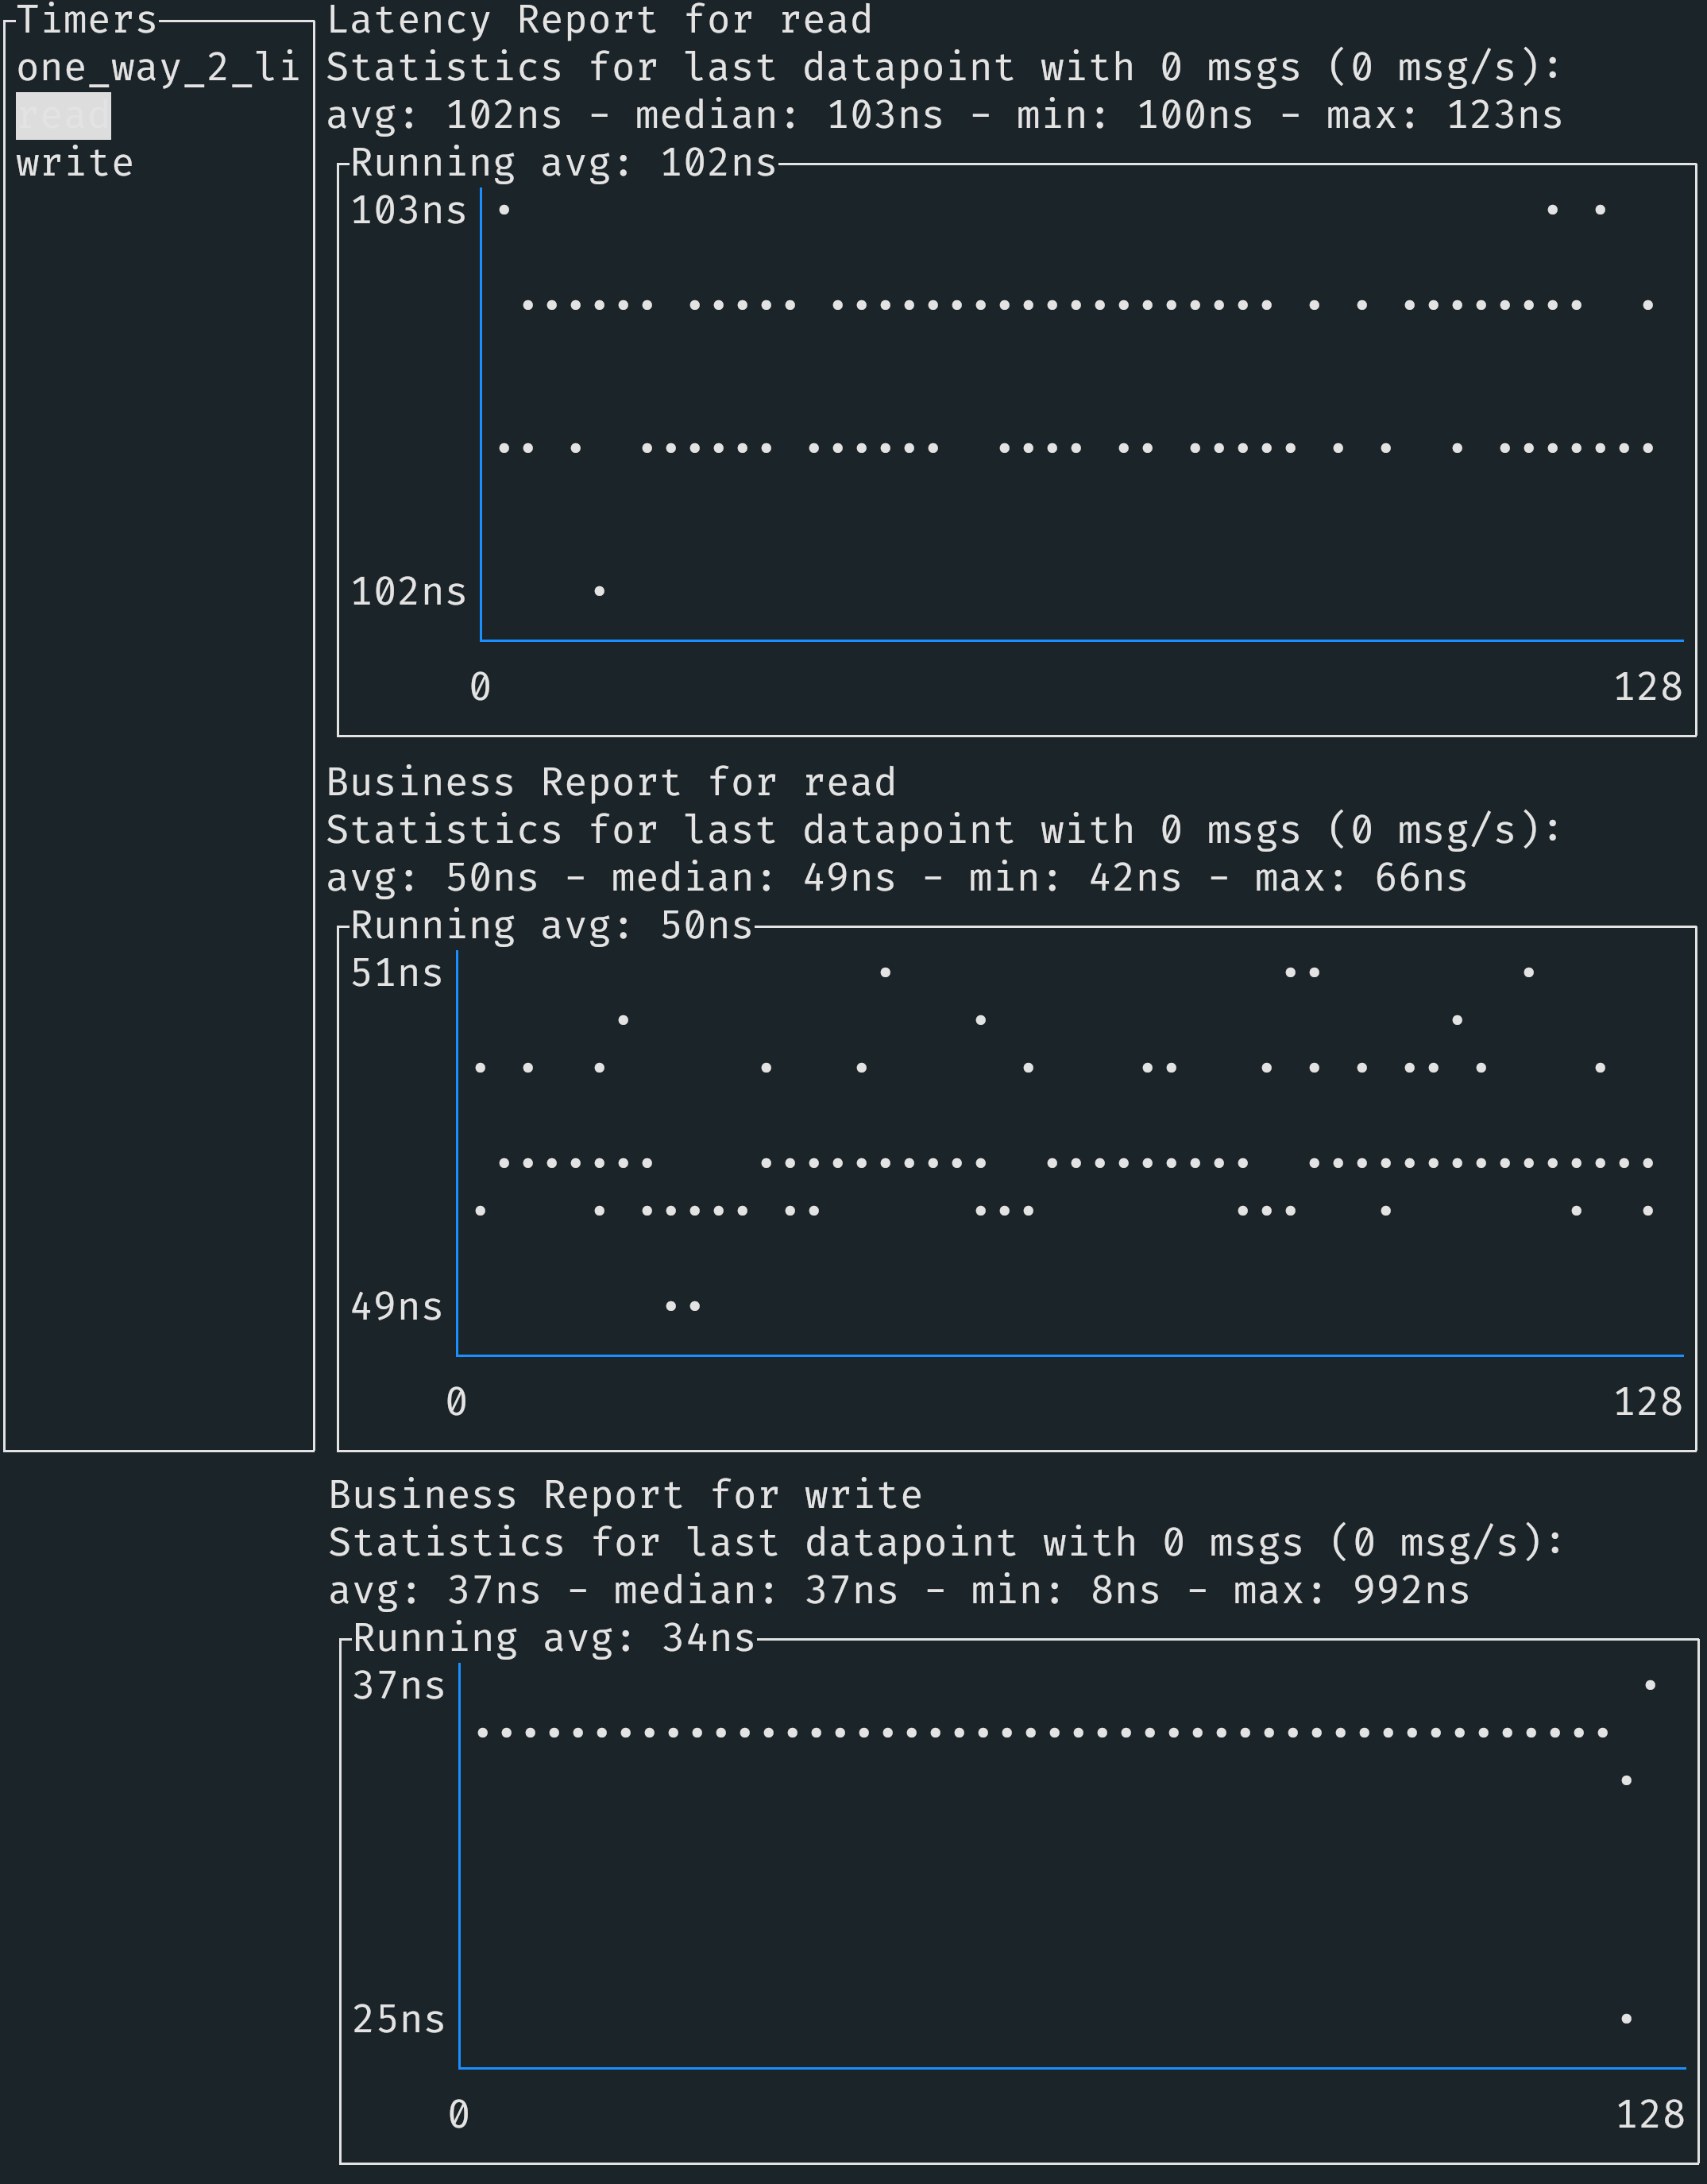 Timers
one_way_2_li
read
write
Latency Report for read
Statistics for last datapoint with 0 msgs (0 msg/s):
avg: 102ns - median: 103ns - min: 100ns - max: 123ns
Running avg: 102ns
103ns
102ns
0 128
Business Report for read
Statistics for last datapoint with 0 msgs (0 msg/s):
avg: 50ns - median: 49ns - min: 42ns - max: 66ns
Running avg: 50ns
51ns
49ns
0 128
Business Report for write
Statistics for last datapoint with 0 msgs (0 msg/s):
avg: 37ns - median: 37ns - min: 8ns - max: 992ns
Running avg: 34ns
37ns
25ns
0 128